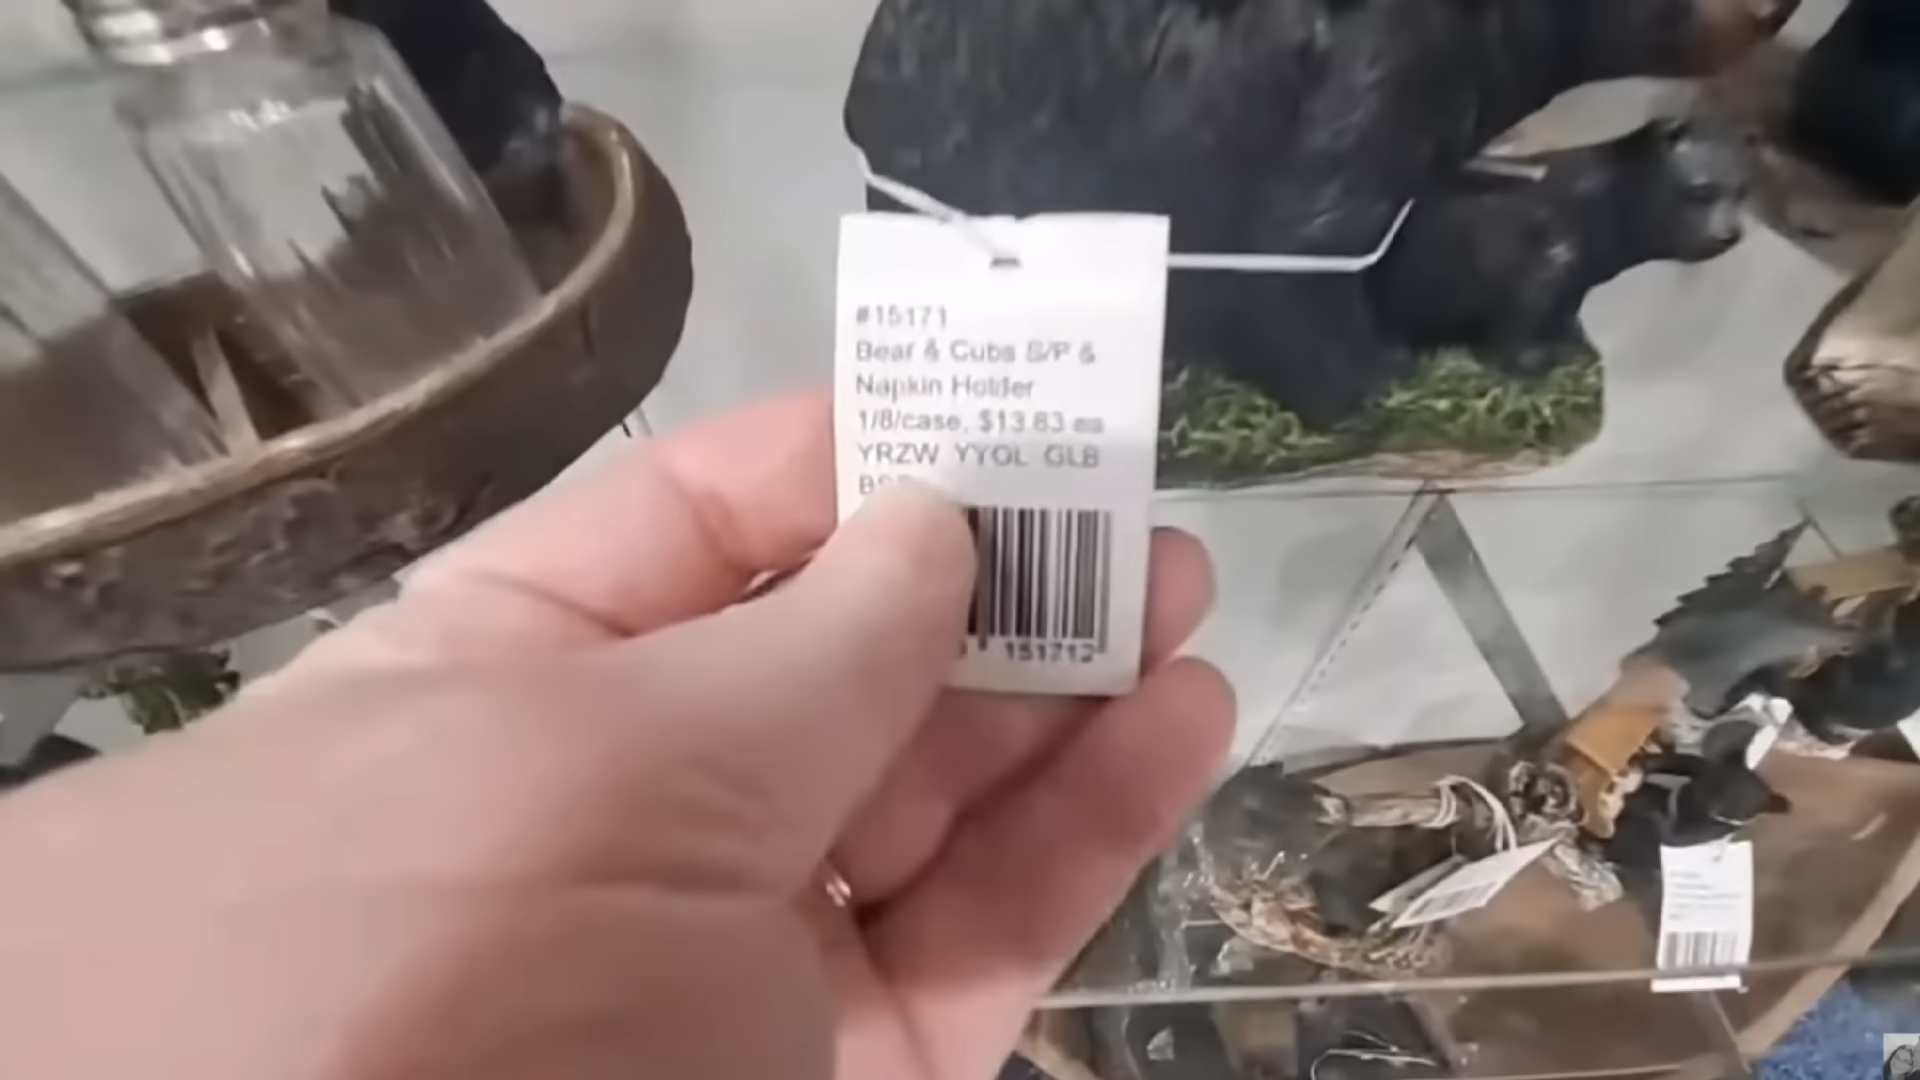 #15171
Bear & Cubs S/P &
Napkin Holder
1/8/case, $13.83 ea
YRZW YYOL GLB
151712